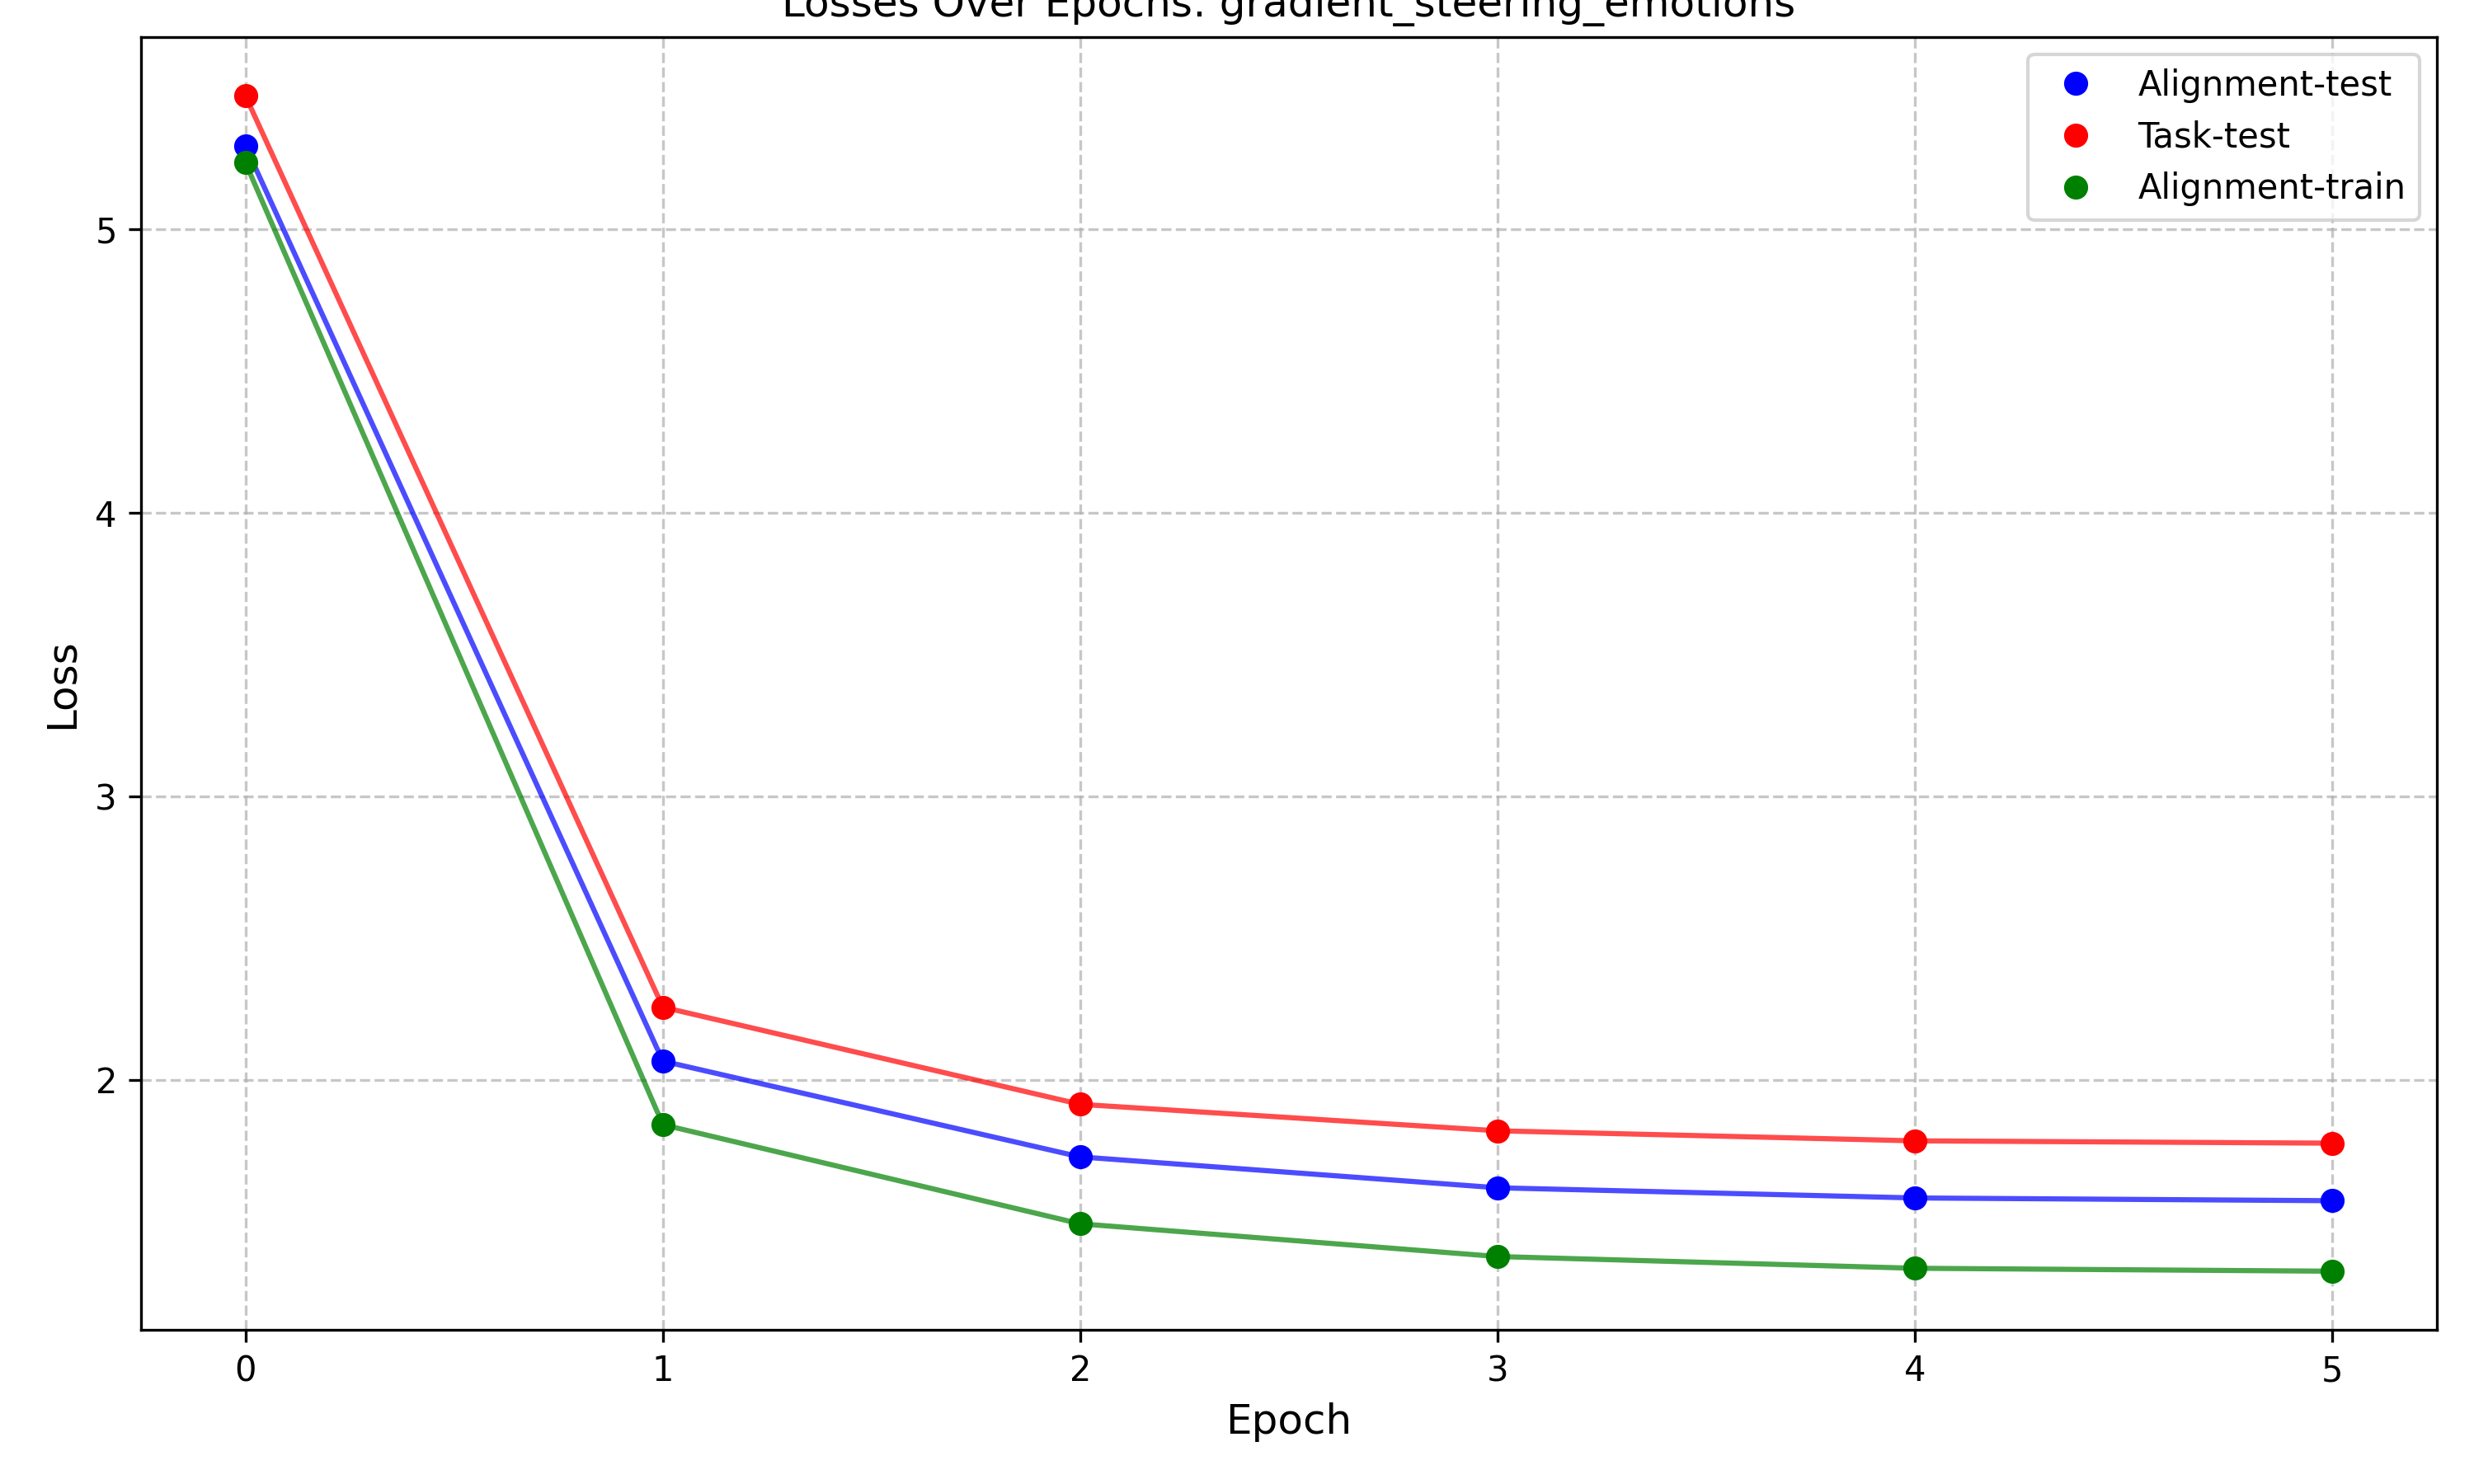 Losses Over Epochs: gradient_steering_emotions
Alignment-test
Task-test
Alignment-train
5
4
3
2
Loss
0 1 2 3 4 5
Epoch